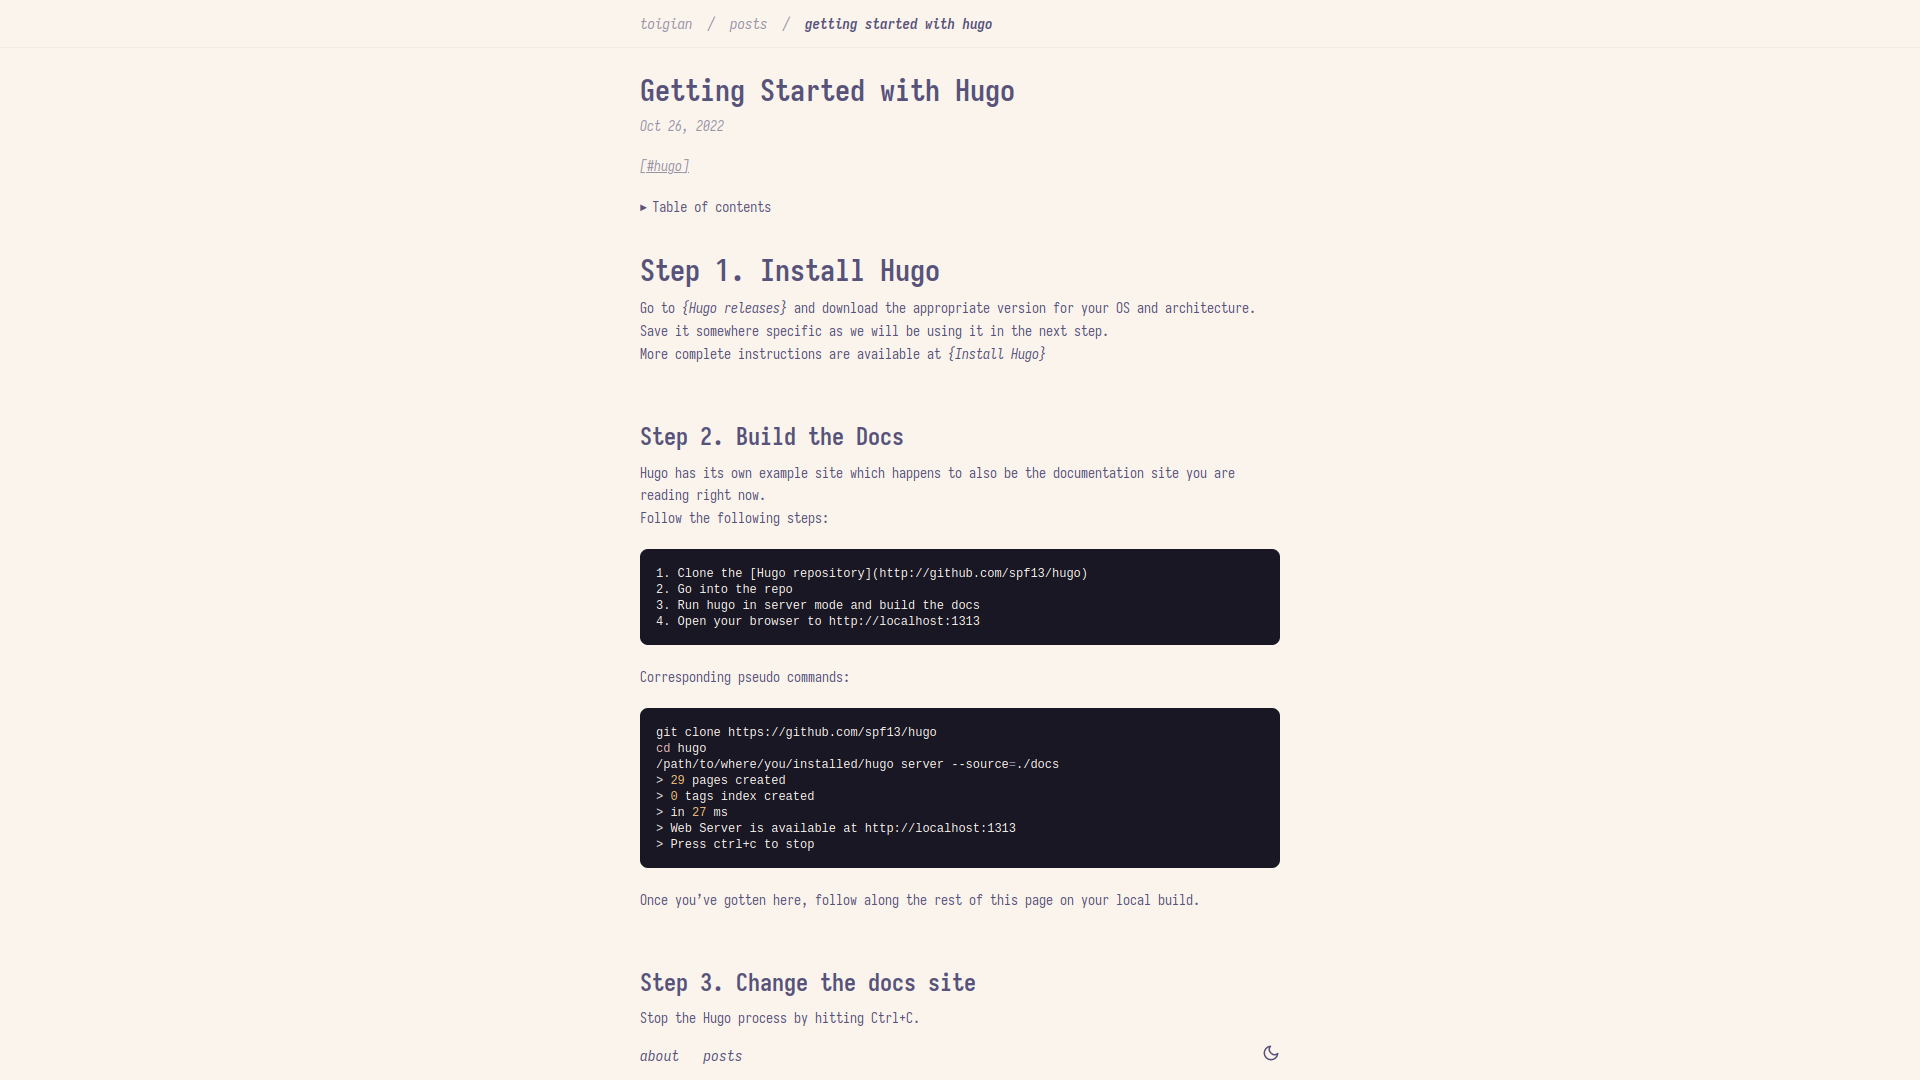 toigian / posts / getting started with hugo
Getting Started with Hugo
Oct 26, 2022
[#hugo]
► Table of contents
Step 1. Install Hugo
Go to {Hugo releases} and download the appropriate version for your OS and architecture.
Save it somewhere specific as we will be using it in the next step.
More complete instructions are available at {Install Hugo}
Step 2. Build the Docs
Hugo has its own example site which happens to also be the documentation site you are
reading right now.
Follow the following steps:
1. Clone the [Hugo repository](http://github.com/spf13/hugo)
2. Go into the repo
3. Run hugo in server mode and build the docs
4. Open your browser to http://localhost:1313
Corresponding pseudo commands:
git clone https://github.com/spf13/hugo
cd hugo
/path/to/where/you/installed/hugo server --source=./docs
> 29 pages created
> 0 tags index created
> in 27 ms
> Web Server is available at http://localhost:1313
> Press ctrl+c to stop
Once you’ve gotten here, follow along the rest of this page on your local build.
Step 3. Change the docs site
Stop the Hugo process by hitting Ctrl+C.
about posts